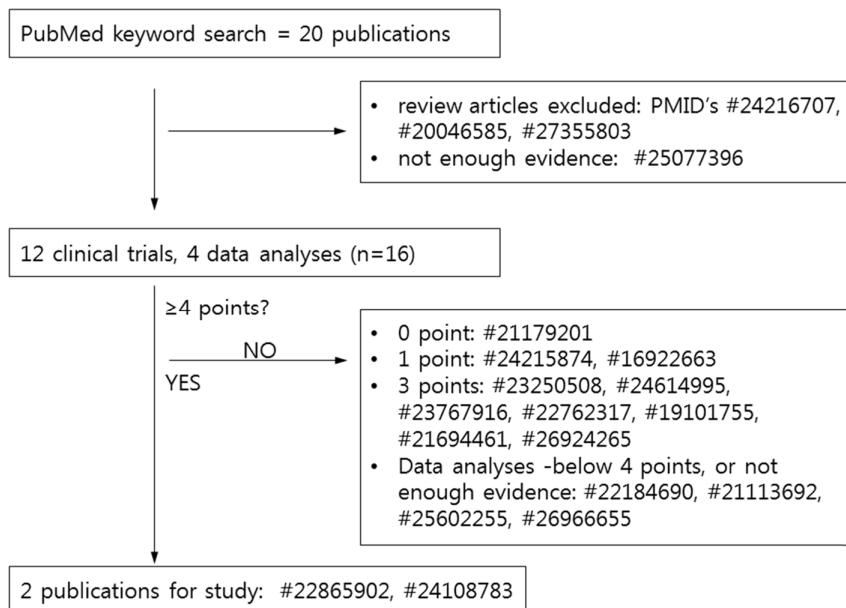 PubMed keyword search = 20 publications
• review articles excluded: PMID's #24216707,
#20046585, #27355803
• not enough evidence: #25077396
12 clinical trials, 4 data analyses (n=16)
≥4 points?
NO
YES
• 0 point: #21179201
• 1 point: #24215874, #16922663
• 3 points: #23250508, #24614995,
#23767916, #22762317, #19101755,
#21694461, #26924265
• Data analyses -below 4 points, or not
enough evidence: #22184690, #21113692,
#25602255, #26966655
2 publications for study: #22865902, #24108783